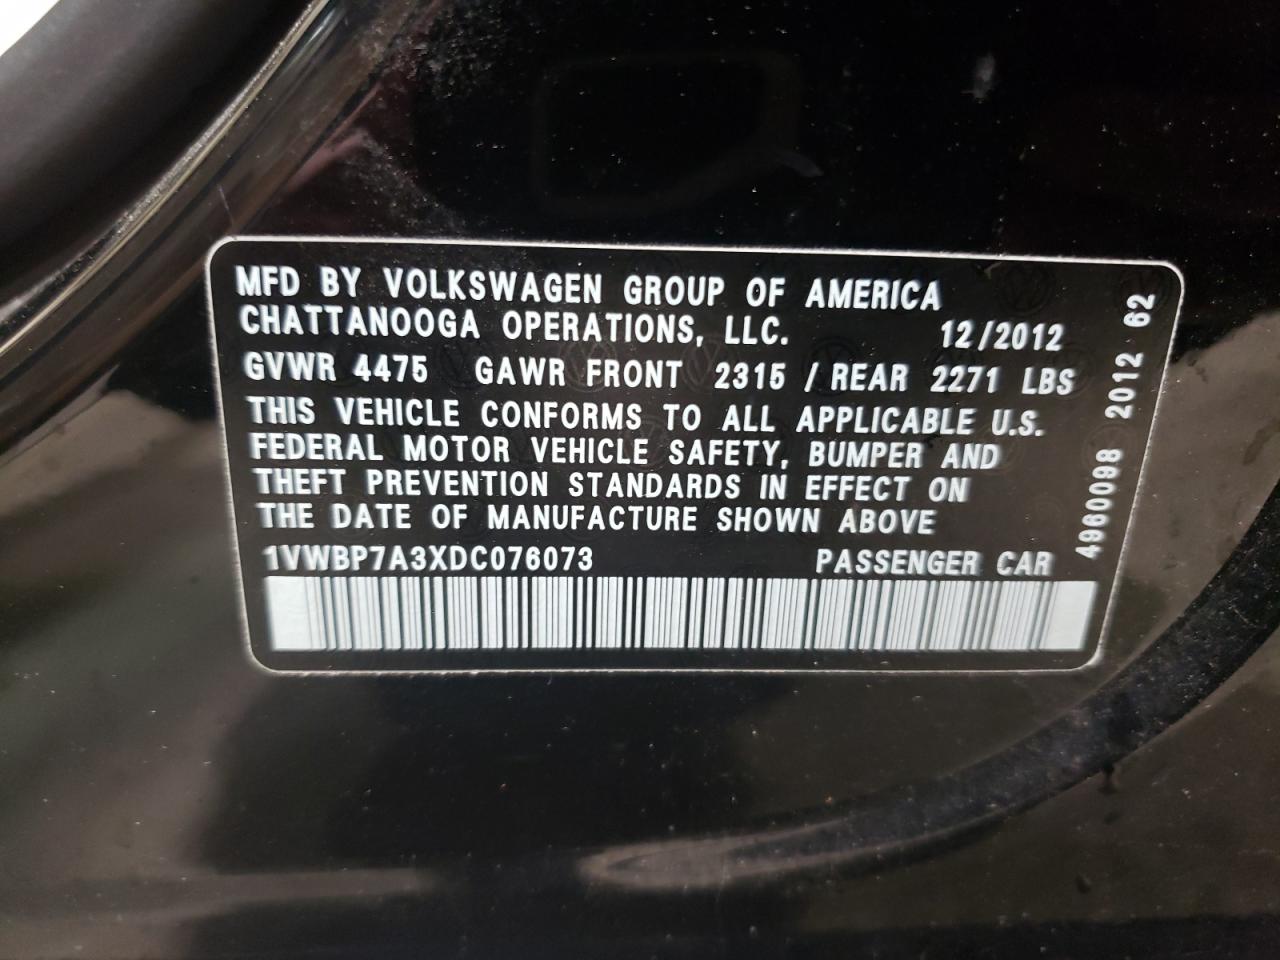 MFD BY VOLKSWAGEN GROUP OF AMERICA
CHATTANOOGA OPERATIONS, LLC. 12/2012
GVWR 4475 GAWR FRONT 2315 / REAR 2271 LBS
THIS VEHICLE CONFORMS TO ALL APPLICABLE U.S.
FEDERAL MOTOR VEHICLE SAFETY, BUMPER AND
THEFT PREVENTION STANDARDS IN EFFECT ON
THE DATE OF MANUFACTURE SHOWN ABOVE
1VWBP7A3XDC076073 PASSENGER CAR
4960098 2012 62